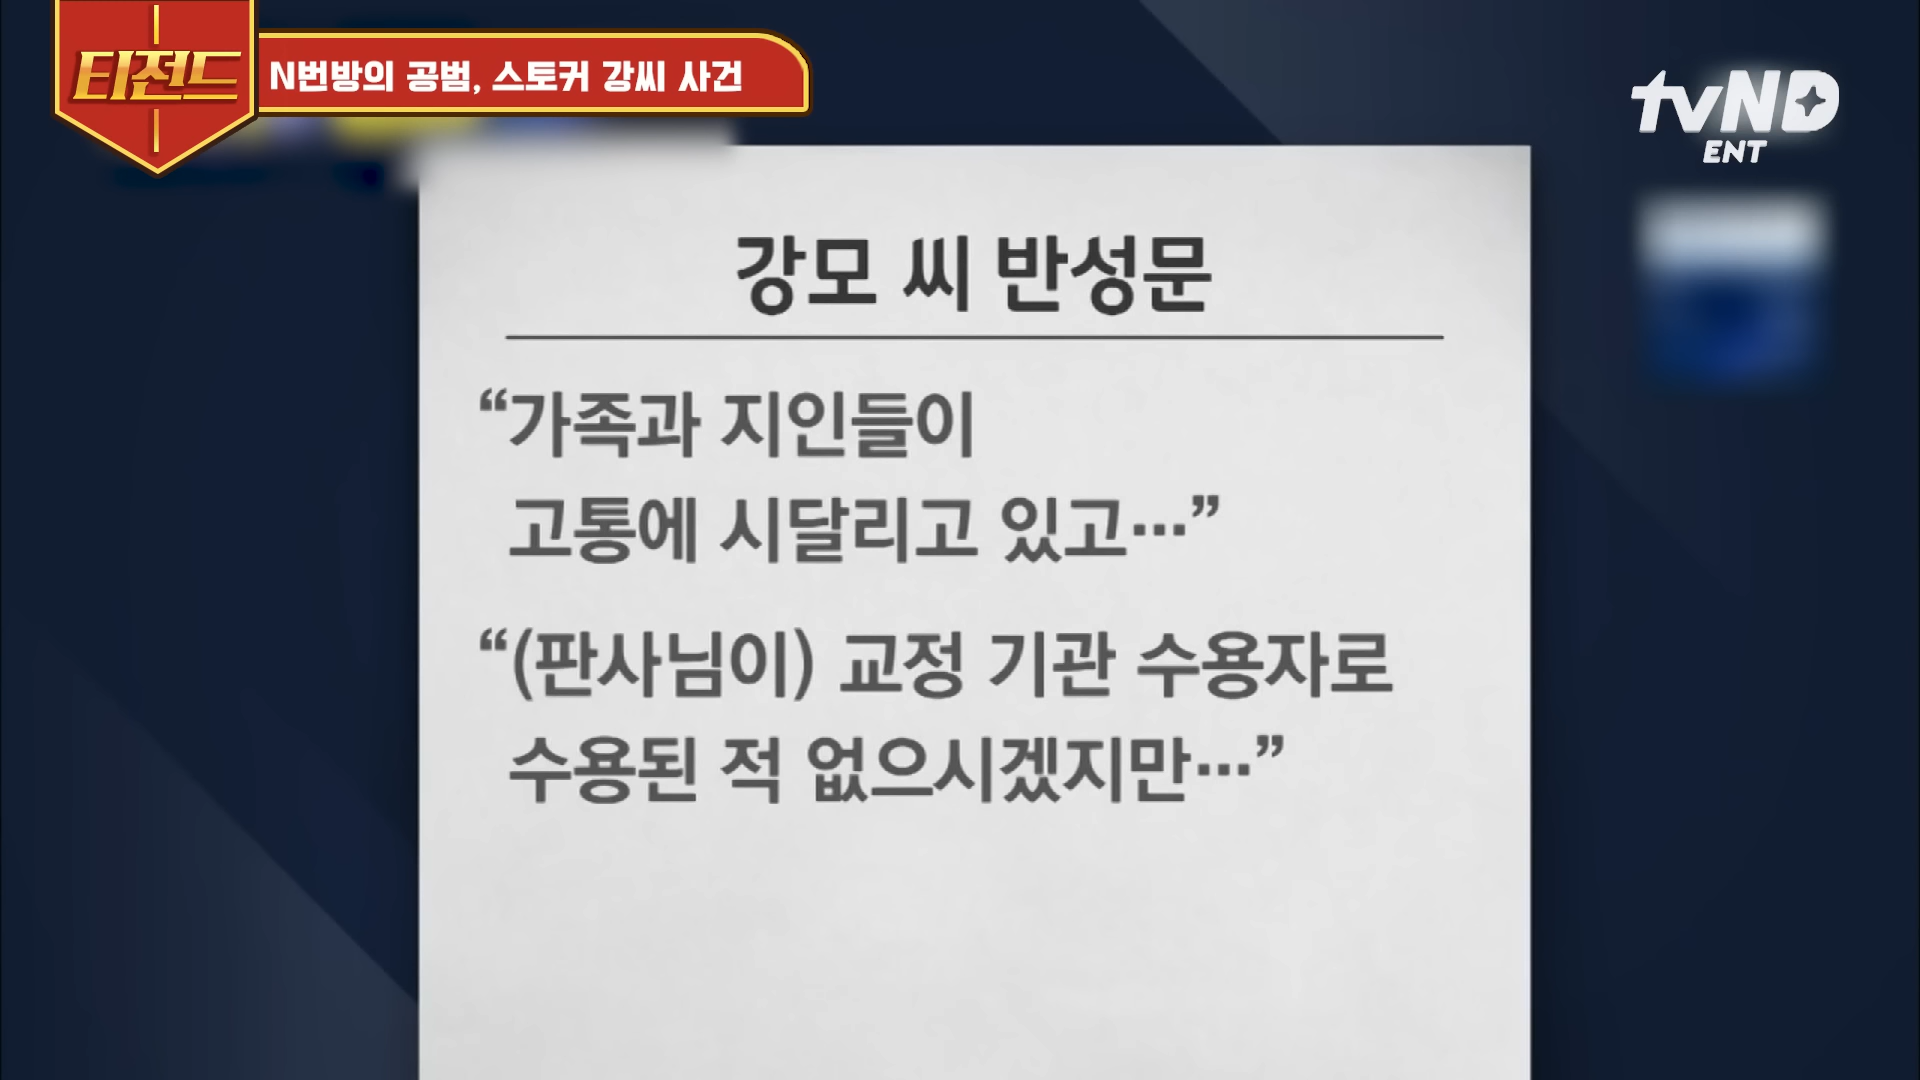 티전드
N번방의 공범, 스토커 강씨 사건
tvND
ENT
강모 씨 반성문
“가족과 지인들이
고통에 시달리고 있고…”
“(판사님이) 교정 기관 수용자로
수용된 적 없으시겠지만…”